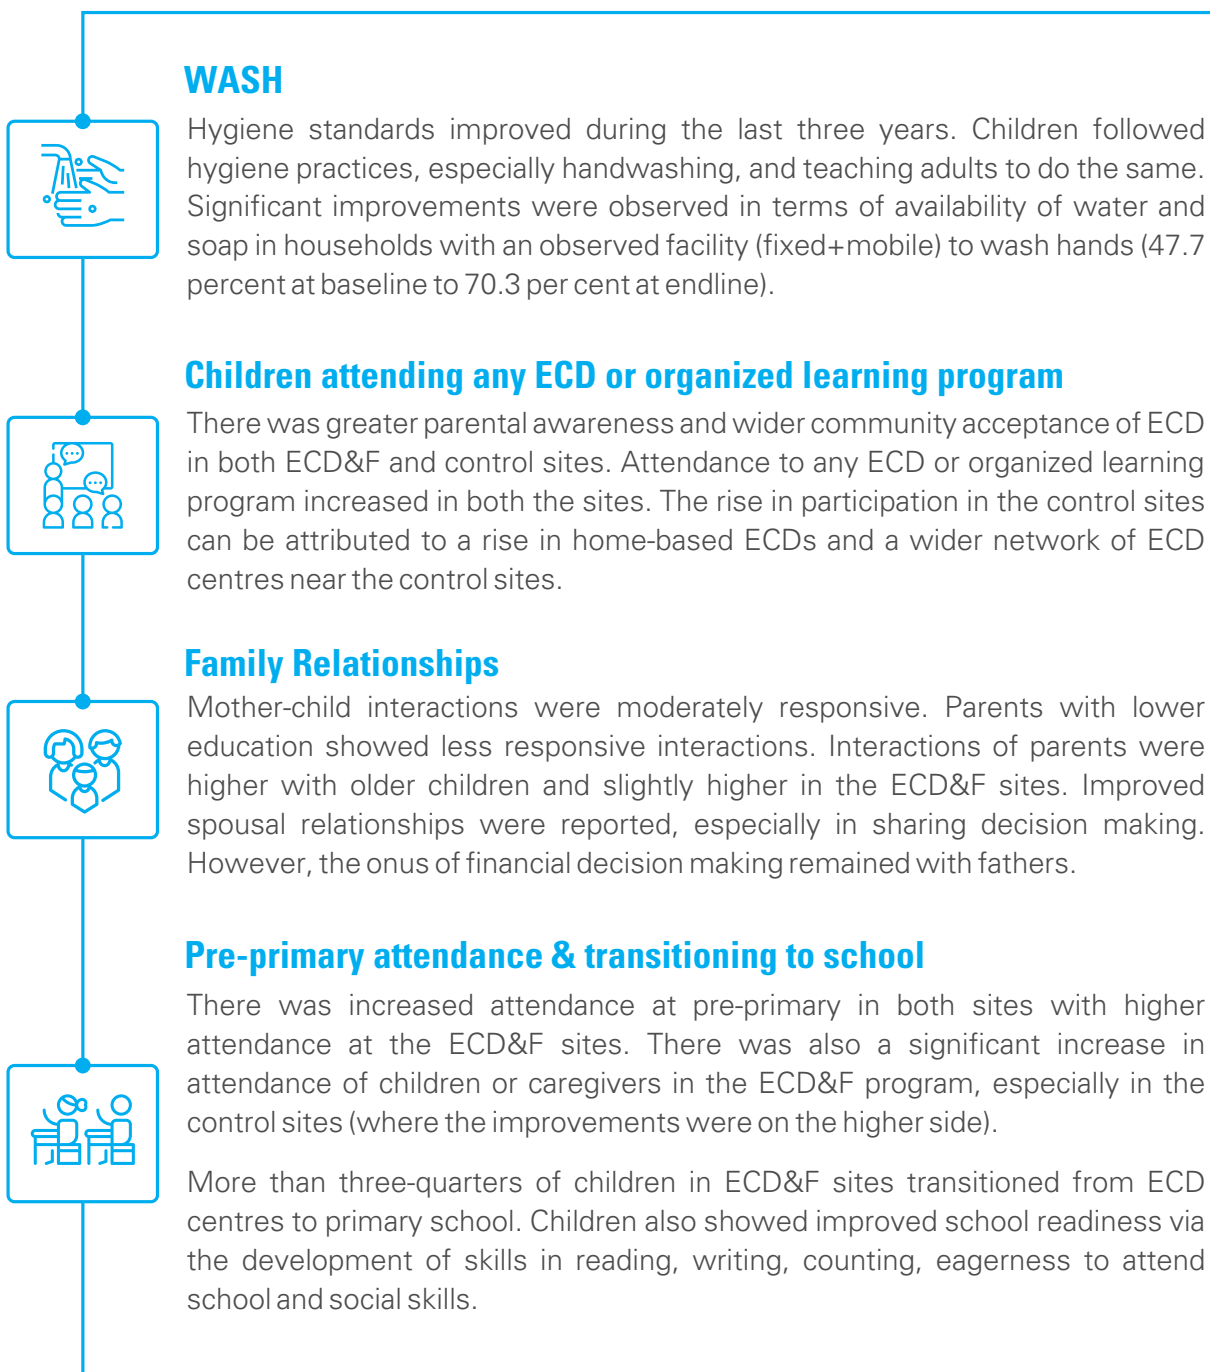 WASH
Hygiene standards improved during the last three years. Children followed
hygiene practices, especially handwashing, and teaching adults to do the same.
Significant improvements were observed in terms of availability of water and
soap in households with an observed facility (fixed+mobile) to wash hands (47.7
percent at baseline to 70.3 per cent at endline).
Children attending any ECD or organized learning program
There was greater parental awareness and wider community acceptance of ECD
in both ECD&F and control sites. Attendance to any ECD or organized learning
program increased in both the sites. The rise in participation in the control sites
can be attributed to a rise in home-based ECDs and a wider network of ECD
centres near the control sites.
Family Relationships
Mother-child interactions were moderately responsive. Parents with lower
education showed less responsive interactions. Interactions of parents were
higher with older children and slightly higher in the ECD&F sites. Improved
spousal relationships were reported, especially in sharing decision making.
However, the onus of financial decision making remained with fathers.
Pre-primary attendance & transitioning to school
There was increased attendance at pre-primary in both sites with higher
attendance at the ECD&F sites. There was also a significant increase in
attendance of children or caregivers in the ECD&F program, especially in the
control sites (where the improvements were on the higher side).
More than three-quarters of children in ECD&F sites transitioned from ECD
centres to primary school. Children also showed improved school readiness via
the development of skills in reading, writing, counting, eagerness to attend
school and social skills.